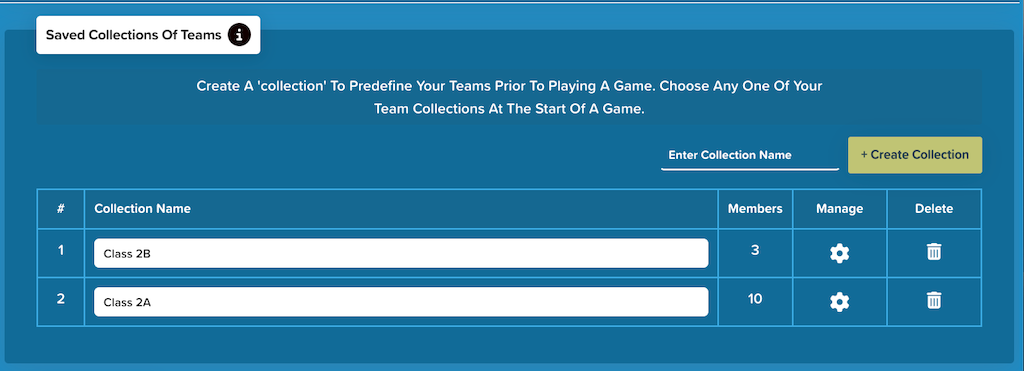 Saved Collections Of Teams i
Create A 'collection' To Predefine Your Teams Prior To Playing A Game. Choose Any One Of Your
Team Collections At The Start Of A Game.
Enter Collection Name + Create Collection
# Collection Name Members Manage Delete
1 Class 2B 3
2 Class 2A 10